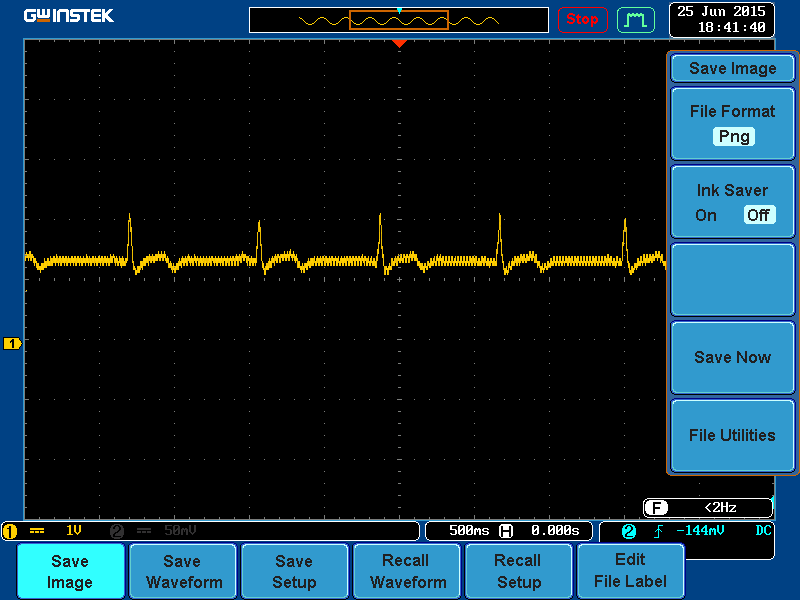 GWINSTEK
Stop
25 Jun 2015
18:41:40
Save Image
File Format
Png
Ink Saver
On Off
Save Now
File Utilities
1
F <2Hz
1 1V 2 50mV
500ms H 0.000s
2 -144mV DC
Save
Image
Save
Waveform
Save
Setup
Recall
Waveform
Recall
Setup
Edit
File Label